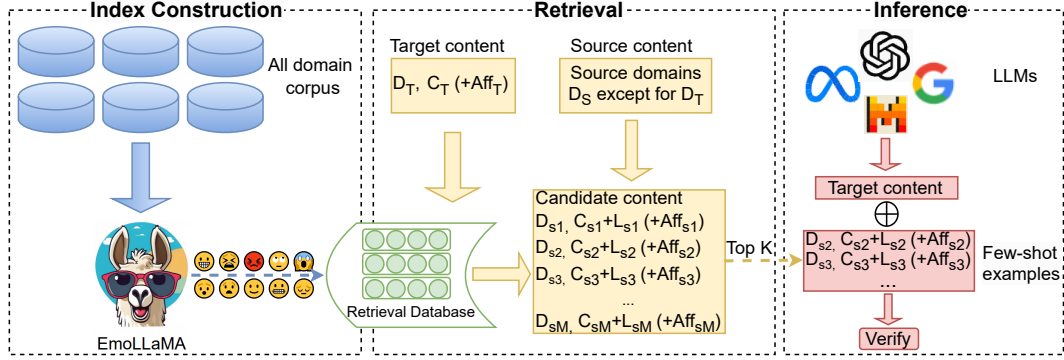 Index Construction
All domain
corpus
EmoLLaMA
Retrieval
Target content
D_T, C_T (+Aff_T)
Source content
Source domains
D_S except for D_T
Retrieval Database
Candidate content
D_s1, C_s1+L_s1 (+Aff_s1)
D_s2, C_s2+L_s2 (+Aff_s2)
D_s3, C_s3+L_s3 (+Aff_s3)
...
D_sM, C_sM+L_sM (+Aff_sM)
Top K
Inference
LLMs
Target content
D_s2, C_s2+L_s2 (+Aff_s2)
D_s3, C_s3+L_s3 (+Aff_s3)
...
Few-shot
examples
Verify